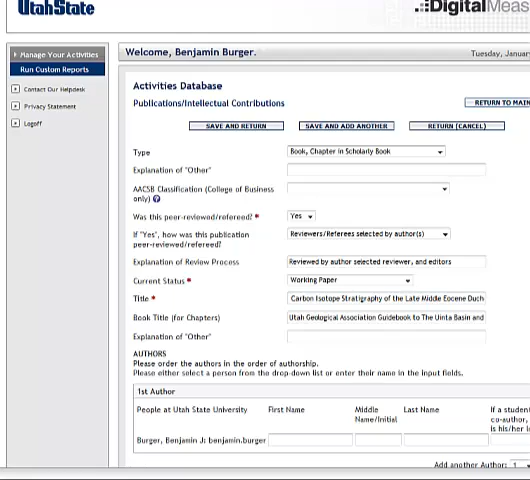 UtahState
.:iDigitalMeas
Manage Your Activities
Run Custom Reports
Contact Our Helpdesk
Privacy Statement
Logoff
Welcome, Benjamin Burger.
Tuesday, Januar
Activities Database
Publications/Intellectual Contributions
RETURN TO MAIN
SAVE AND RETURN
SAVE AND ADD ANOTHER
RETURN (CANCEL)
Type
Book, Chapter in Scholarly Book
Explanation of "Other"
AACSB Classification (College of Business
only)
Was this peer-reviewed/refereed? *
Yes
If "Yes", how was this publication
peer-reviewed/refereed?
Reviewers/Referees selected by author(s)
Explanation of Review Process
Reviewed by author selected reviewer, and editors
Current Status *
Working Paper
Title *
Carbon Isotope Stratigraphy of the Late Middle Eocene Duch
Book Title (for Chapters)
Utah Geological Association Guidebook to The Uinta Basin and
Explanation of "Other"
AUTHORS
Please order the authors in the order of authorship.
Please either select a person from the drop-down list or enter their name in the input fields.
1st Author
People at Utah State University
First Name
Middle
Name/Initial
Last Name
If a student
co-author,
is his/her l
Burger, Benjamin J: benjamin.burger
Add another Author: 1